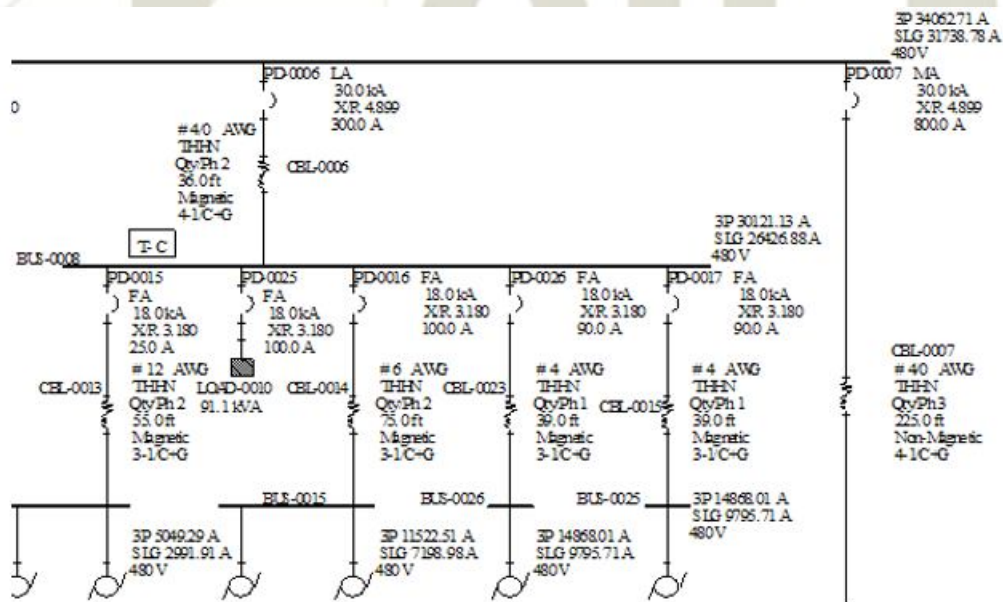 3P 34062.71 A
SLG 31738.78 A
480 V
PD-0006 LA
30.0 kA
X/R 4.899
300.0 A
PD-0007 MA
30.0 kA
X/R 4.899
800.0 A
0
# 4/0 AWG
THHN
Qty/Ph 2
36.0 ft
Magnetic
4-1/C+G
CBL-0006
3P 30121.13 A
SLG 26426.88 A
480 V
T- C
BUS-0008
PD-0015
FA
18.0 kA
X/R 3.180
25.0 A
PD-0025
FA
18.0 kA
X/R 3.180
100.0 A
PD-0016 FA
18.0 kA
X/R 3.180
100.0 A
PD-0026 FA
18.0 kA
X/R 3.180
90.0 A
PD-0017 FA
18.0 kA
X/R 3.180
90.0 A
CBL-0013
# 12 AWG
THHN
Qty/Ph 2
55.0 ft
Magnetic
3-1/C+G
LOAD-0010
91.1 kVA
CBL-0014
# 6 AWG
THHN
Qty/Ph 2
75.0 ft
Magnetic
3-1/C+G
CBL-0023
# 4 AWG
THHN
Qty/Ph 1
39.0 ft
Magnetic
3-1/C+G
CBL-0015
# 4 AWG
THHN
Qty/Ph 1
39.0 ft
Magnetic
3-1/C+G
CBL-0007
# 4/0 AWG
THHN
Qty/Ph 3
225.0 ft
Non-Magnetic
4-1/C+G
BUS-0015
BUS-0026
BUS-0025
3P 14868.01 A
SLG 9795.71 A
480 V
3P 5049.29 A
SLG 2991.91 A
480 V
3P 11522.51 A
SLG 7198.98 A
480 V
3P 14868.01 A
SLG 9795.71 A
480 V